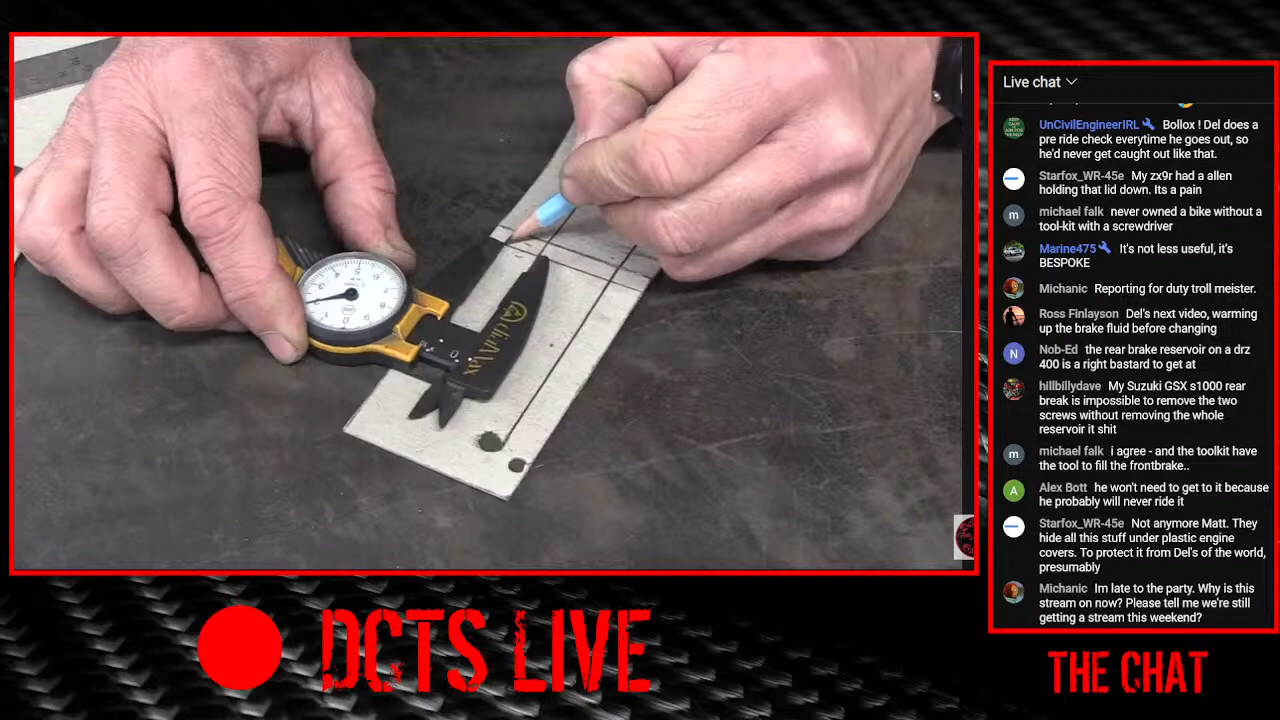 Live chat
UnCivilEngineerIRL Bollox ! Del does a
pre ride check everytime he goes out, so
he'd never get caught out like that.
Starfox_WR-45e My zx9r had a allen
holding that lid down. Its a pain
michael falk never owned a bike without a
tool-kit with a screwdriver
Marine475 It's not less useful, it's
BESPOKE
Michanic Reporting for duty troll meister.
Ross Finlayson Del's next video, warming
up the brake fluid before changing
N
Nob-Ed the rear brake reservoir on a drz
400 is a right bastard to get at
hillbillydave My Suzuki GSX s1000 rear
break is impossible to remove the two
screws without removing the whole
reservoir it shit
m
michael falk i agree - and the toolkit have
the tool to fill the frontbrake..
A
Alex Bott he won't need to get to it because
he probably will never ride it
Starfox_WR-45e Not anymore Matt. They
hide all this stuff under plastic engine
covers. To protect it from Del's of the world,
presumably
Michanic Im late to the party. Why is this
stream on now? Please tell me we're still
getting a stream this weekend?
DCTS LIVE
THE CHAT